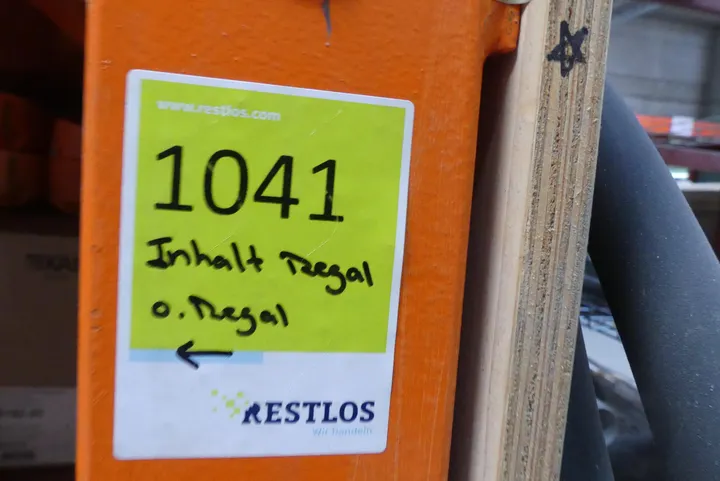 www.restlos.com
1041
Inhalt Regal
o. Regal
RESTLOS
Wir handeln